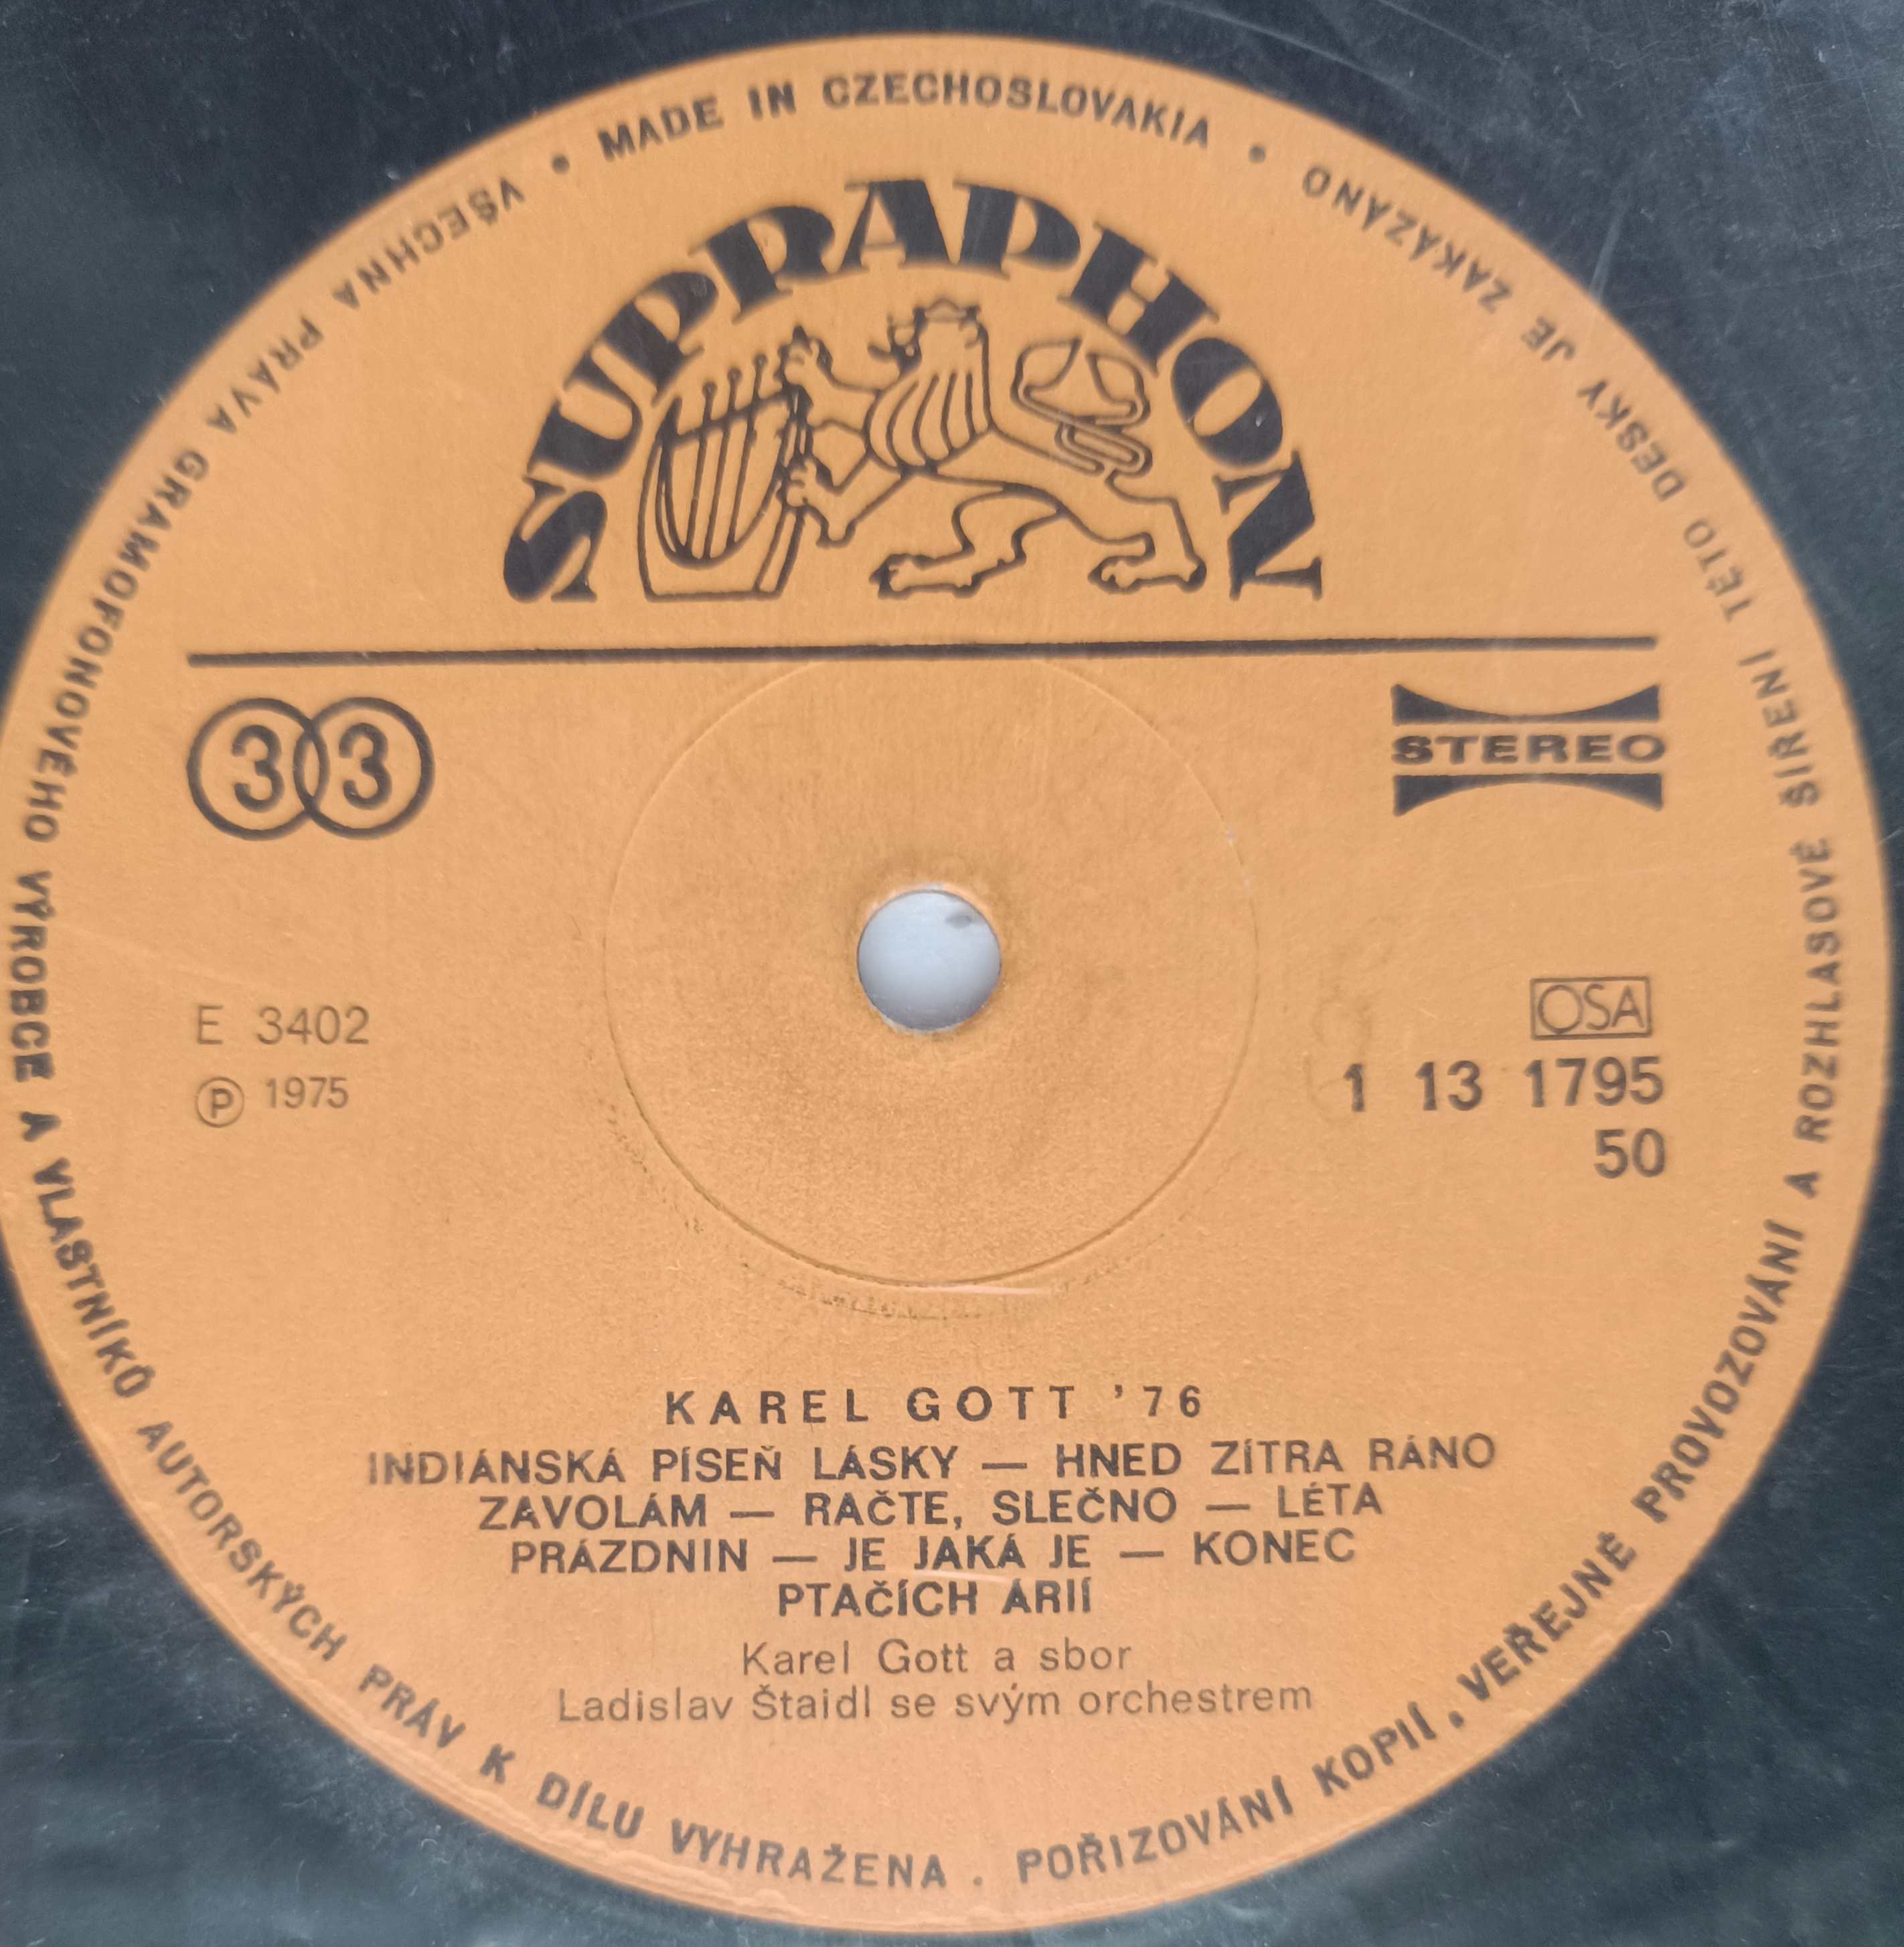 • MADE IN CZECHOSLOVAKIA •
VŠECHNA PRÁVA GRAMOFONOVÉHO VÝROBCE A VLASTNÍKŮ AUTORSKÝCH PRÁV K DÍLU VYHRAŽENA . POŘIZOVÁNÍ KOPIÍ , VEŘEJNÉ PROVOZOVÁNÍ A ROZHLASOVÉ ŠÍŘENÍ TÉTO DESKY JE ZAKÁZÁNO
SUPRAPHON
33
STEREO
E 3402
Ⓟ 1975
OSA
1 13 1795
50
KAREL GOTT ’76
INDIÁNSKÁ PÍSEŇ LÁSKY — HNED ZÍTRA RÁNO
ZAVOLÁM — RAČTE, SLEČNO — LÉTA
PRÁZDNIN — JE JAKÁ JE — KONEC
PTAČÍCH ÁRIÍ
Karel Gott a sbor
Ladislav Štaidl se svým orchestrem